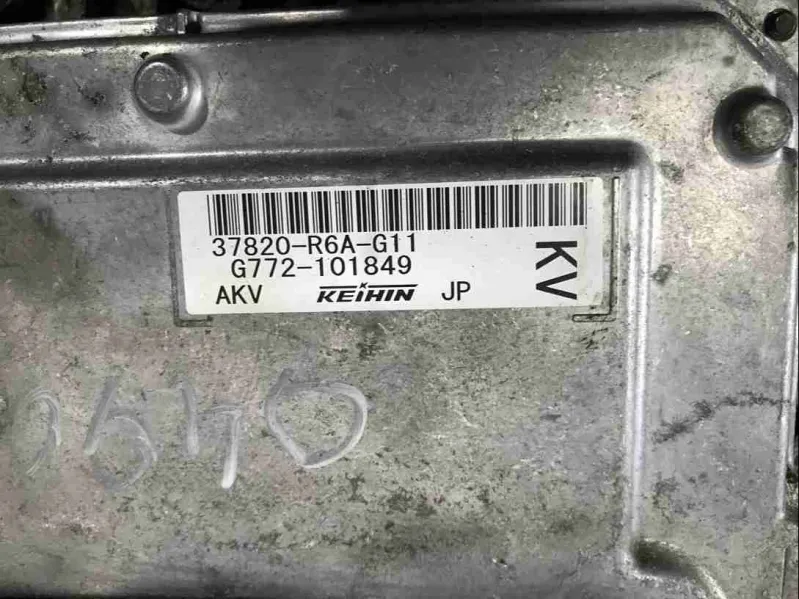 37820-R6A-G11
G772-101849
AKV KEIHIN JP
KV